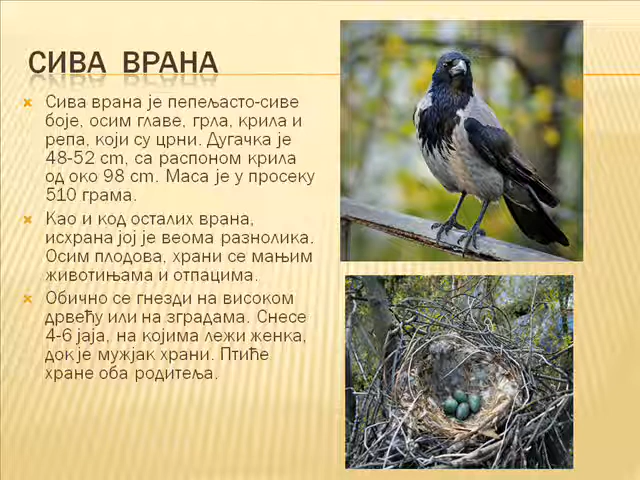 СИВА ВРАНА
Сива врана је пепељасто-сиве
боје, осим главе, грла, крила и
репа, који су црни. Дугачка је
48-52 cm, са распоном крила
од око 98 cm. Маса је у просеку
510 грама.
Као и код осталих врана,
исхрана јој је веома разнолика.
Осим плодова, храни се мањим
животињама и отпацима.
Обично се гнезди на високом
дрвећу или на зградама. Снесе
4-6 јаја, на којима лежи женка,
док је мужјак храни. Птиће
хране оба родитеља.